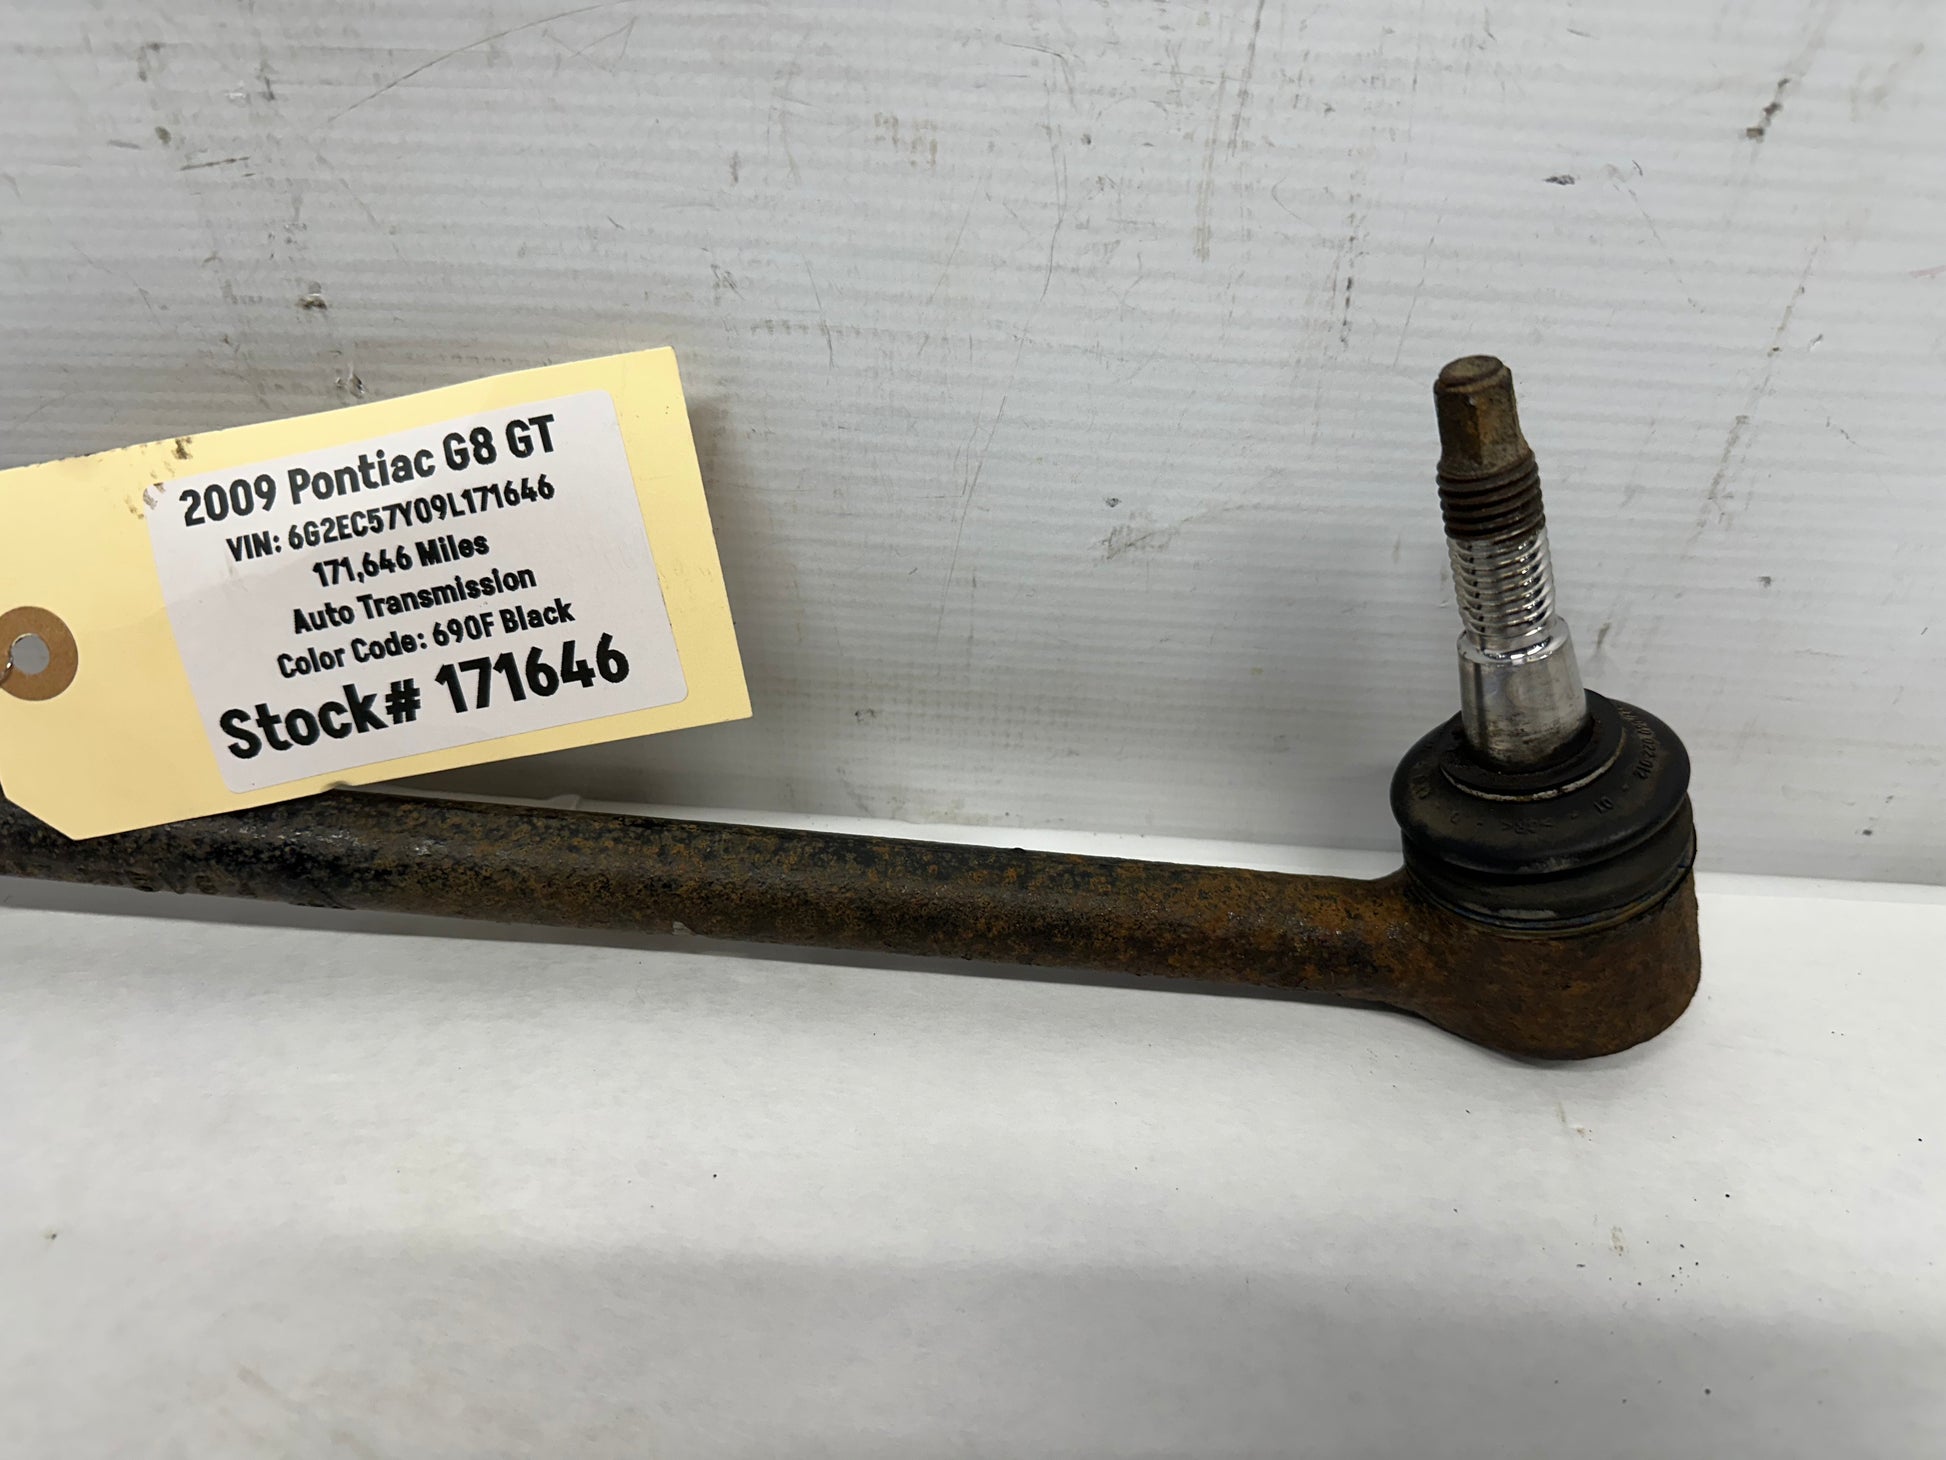 2009 Pontiac G8 GT
VIN: 6G2EC57Y09L171646
171,646 Miles
Auto Transmission
Color Code: 690F Black
Stock# 171646